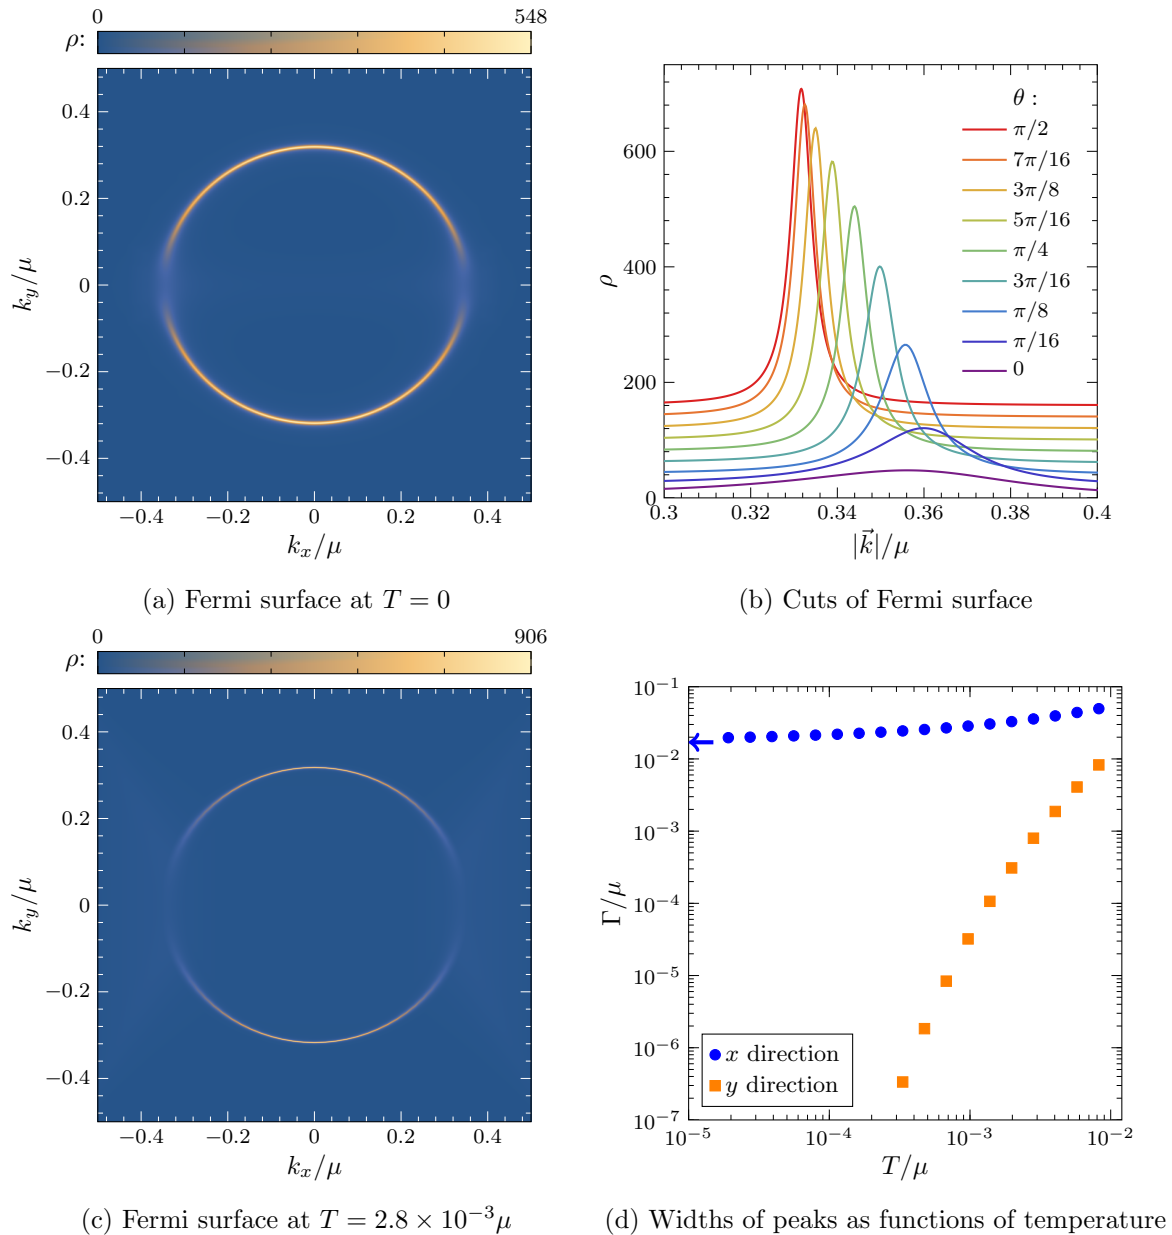 0 548
ρ:
0.4
0.2
0
−0.2
−0.4
k_y/μ
−0.4 −0.2 0 0.2 0.4
k_x/μ
(a) Fermi surface at T = 0
600
400
200
0
ρ
θ :
π/2
7π/16
3π/8
5π/16
π/4
3π/16
π/8
π/16
0
0.3 0.32 0.34 0.36 0.38 0.4
|k⃗|/μ
(b) Cuts of Fermi surface
0 906
ρ:
0.4
0.2
0
−0.2
−0.4
k_y/μ
−0.4 −0.2 0 0.2 0.4
k_x/μ
(c) Fermi surface at T = 2.8 × 10⁻³μ
10⁻¹
10⁻²
10⁻³
10⁻⁴
10⁻⁵
10⁻⁶
10⁻⁷
Γ/μ
x direction
y direction
10⁻⁵ 10⁻⁴ 10⁻³ 10⁻²
T/μ
(d) Widths of peaks as functions of temperature